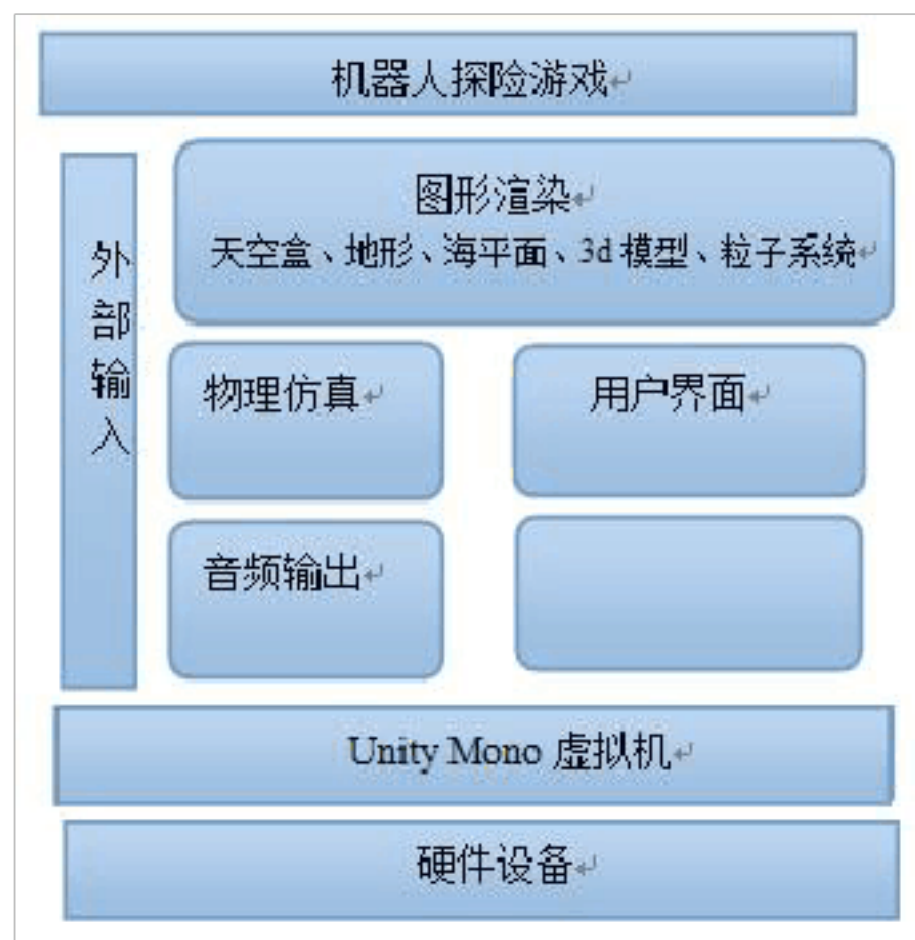 机器人探险游戏
图形渲染
天空盒、地形、海平面、3d 模型、粒子系统
外部输入
物理仿真
用户界面
音频输出
Unity Mono 虚拟机
硬件设备